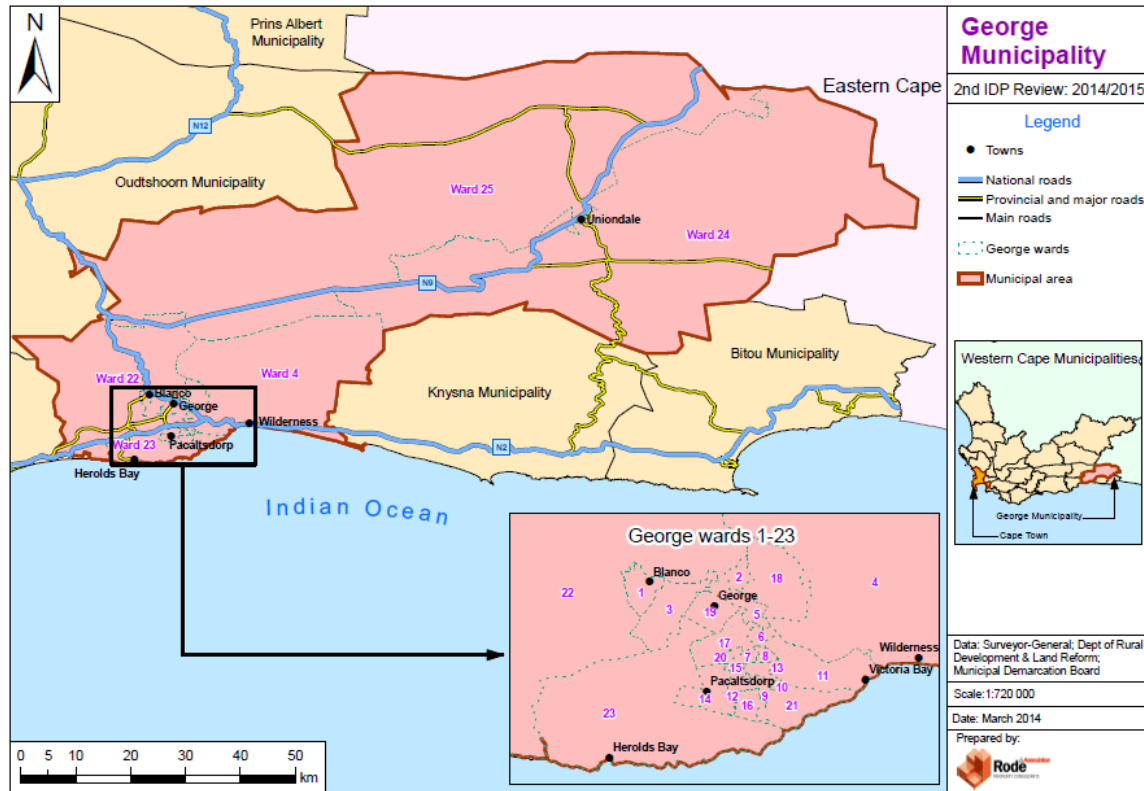 N
Prins Albert
Municipality
Eastern Cape
N12
Oudtshoorn Municipality
Ward 25
Uniondale
Ward 24
N9
Bitou Municipality
Ward 22
Ward 4
Knysna Municipality
Blanco
George
Wilderness
Ward 23
Pacaltsdorp
N2
Herolds Bay
Indian Ocean
George wards 1-23
Blanco
2
18
22
1
4
George
3
19
5
17
6
20
7
8
15
13
Wilderness
11
Victoria Bay
Pacaltsdorp
10
14
12
9
16
21
23
Herolds Bay
0 5 10 20 30 40 50
km
George
Municipality
2nd IDP Review: 2014/2015
Legend
Towns
National roads
Provincial and major roads
Main roads
George wards
Municipal area
Western Cape Municipalities
George Municipality
Cape Town
Data: Surveyor-General; Dept of Rural
Development & Land Reform;
Municipal Demarcation Board
Scale:1:720 000
Date: March 2014
Prepared by:
Rode